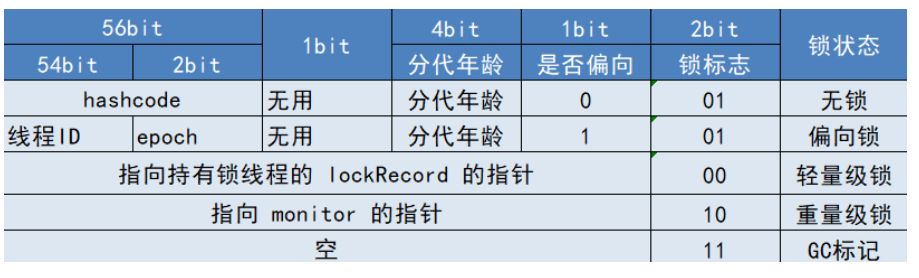 56bit 1bit 4bit 1bit 2bit 锁状态
54bit 2bit 分代年龄 是否偏向 锁标志
hashcode 无用 分代年龄 0 01 无锁
线程ID epoch 无用 分代年龄 1 01 偏向锁
指向持有锁线程的 lockRecord 的指针 00 轻量级锁
指向 monitor 的指针 10 重量级锁
空 11 GC标记